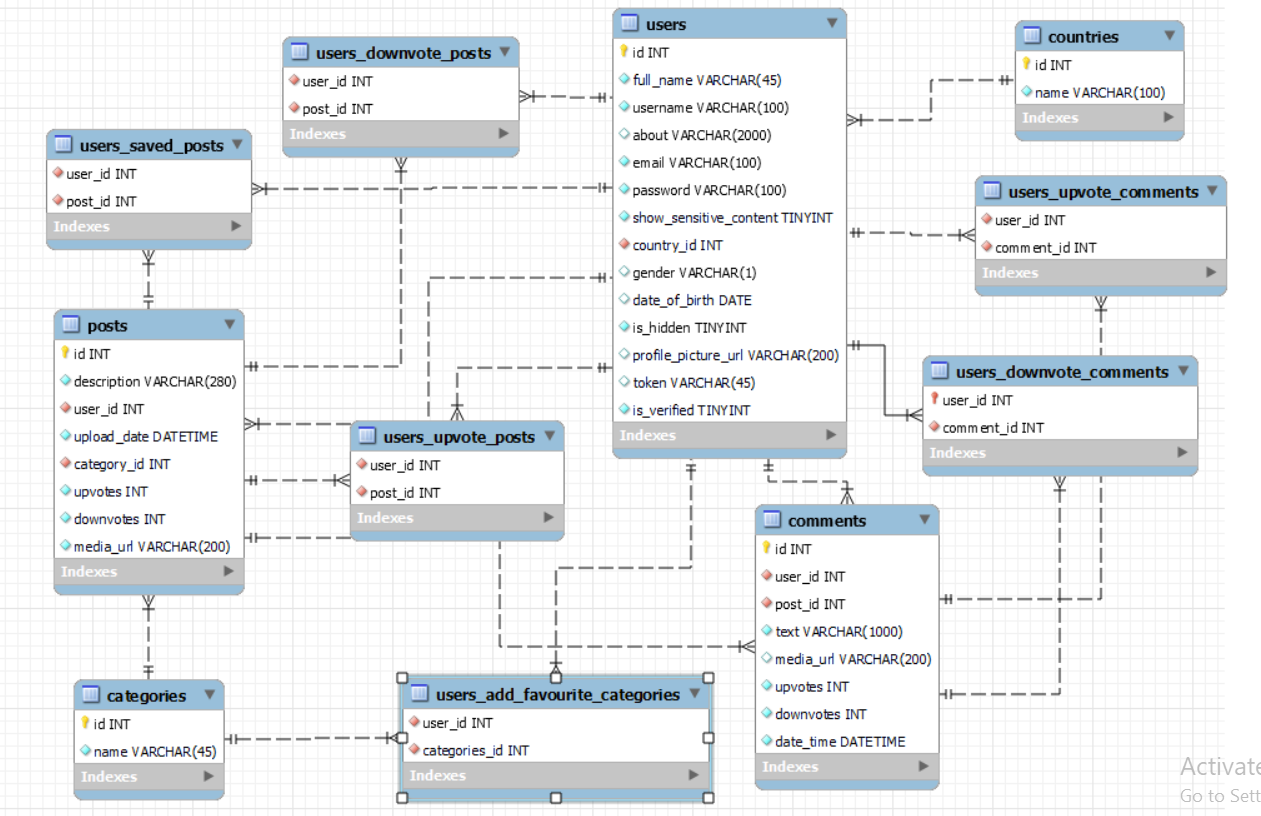 users
id INT
full_name VARCHAR(45)
username VARCHAR(100)
about VARCHAR(2000)
email VARCHAR(100)
password VARCHAR(100)
show_sensitive_content TINYINT
country_id INT
gender VARCHAR(1)
date_of_birth DATE
is_hidden TINYINT
profile_picture_url VARCHAR(200)
token VARCHAR(45)
is_verified TINYINT
Indexes
users_downvote_posts
user_id INT
post_id INT
Indexes
countries
id INT
name VARCHAR(100)
Indexes
users_saved_posts
user_id INT
post_id INT
Indexes
users_upvote_comments
user_id INT
comment_id INT
Indexes
posts
id INT
description VARCHAR(280)
user_id INT
upload_date DATETIME
category_id INT
upvotes INT
downvotes INT
media_url VARCHAR(200)
Indexes
users_downvote_comments
user_id INT
comment_id INT
Indexes
users_upvote_posts
user_id INT
post_id INT
Indexes
comments
id INT
user_id INT
post_id INT
text VARCHAR(1000)
media_url VARCHAR(200)
upvotes INT
downvotes INT
date_time DATETIME
Indexes
categories
id INT
name VARCHAR(45)
Indexes
users_add_favourite_categories
user_id INT
categories_id INT
Indexes
Activate
Go to Sett